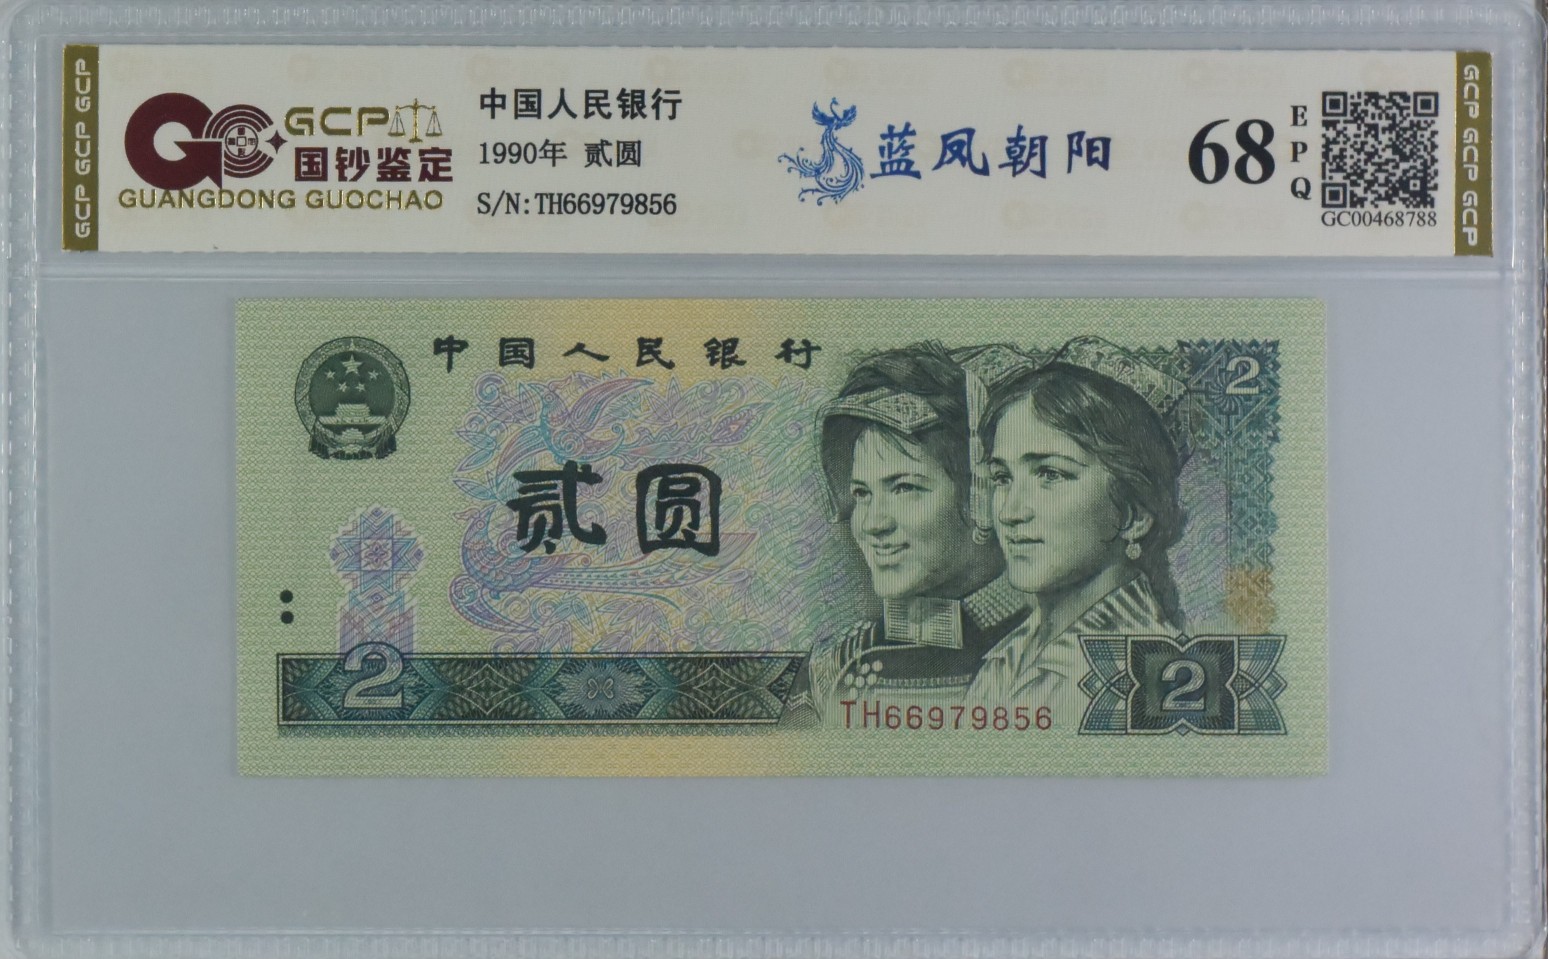 GCP GCP GCP
GCP
国钞鉴定
GUANGDONG GUOCHAO
中国人民银行
1990年 贰圆
S/N:TH66979856
蓝凤朝阳
68
EPQ
GC00468788
GCP GCP GCP
中国人民银行
2
贰圆
2
TH66979856
2